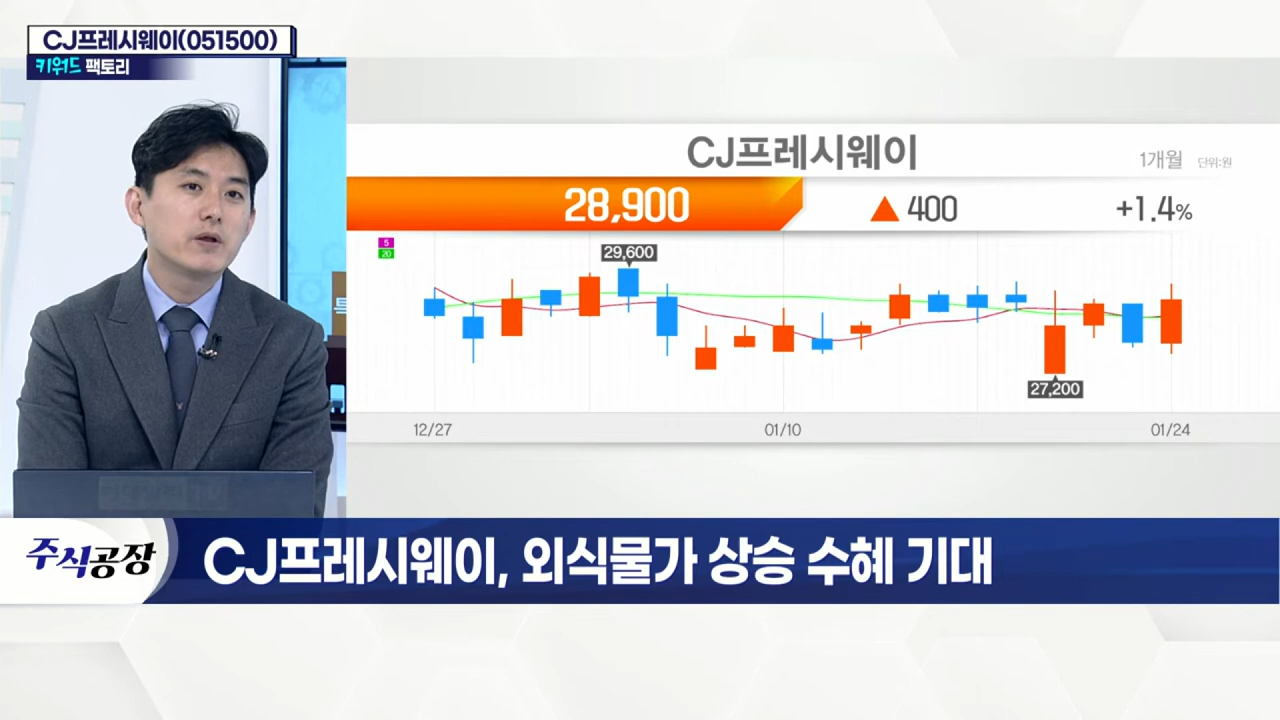 CJ프레시웨이(051500)
키워드 팩토리
CJ프레시웨이
1개월 단위:원
28,900
▲ 400
+1.4%
5
20
29,600
27,200
12/27
01/10
01/24
주식공장
CJ프레시웨이, 외식물가 상승 수혜 기대